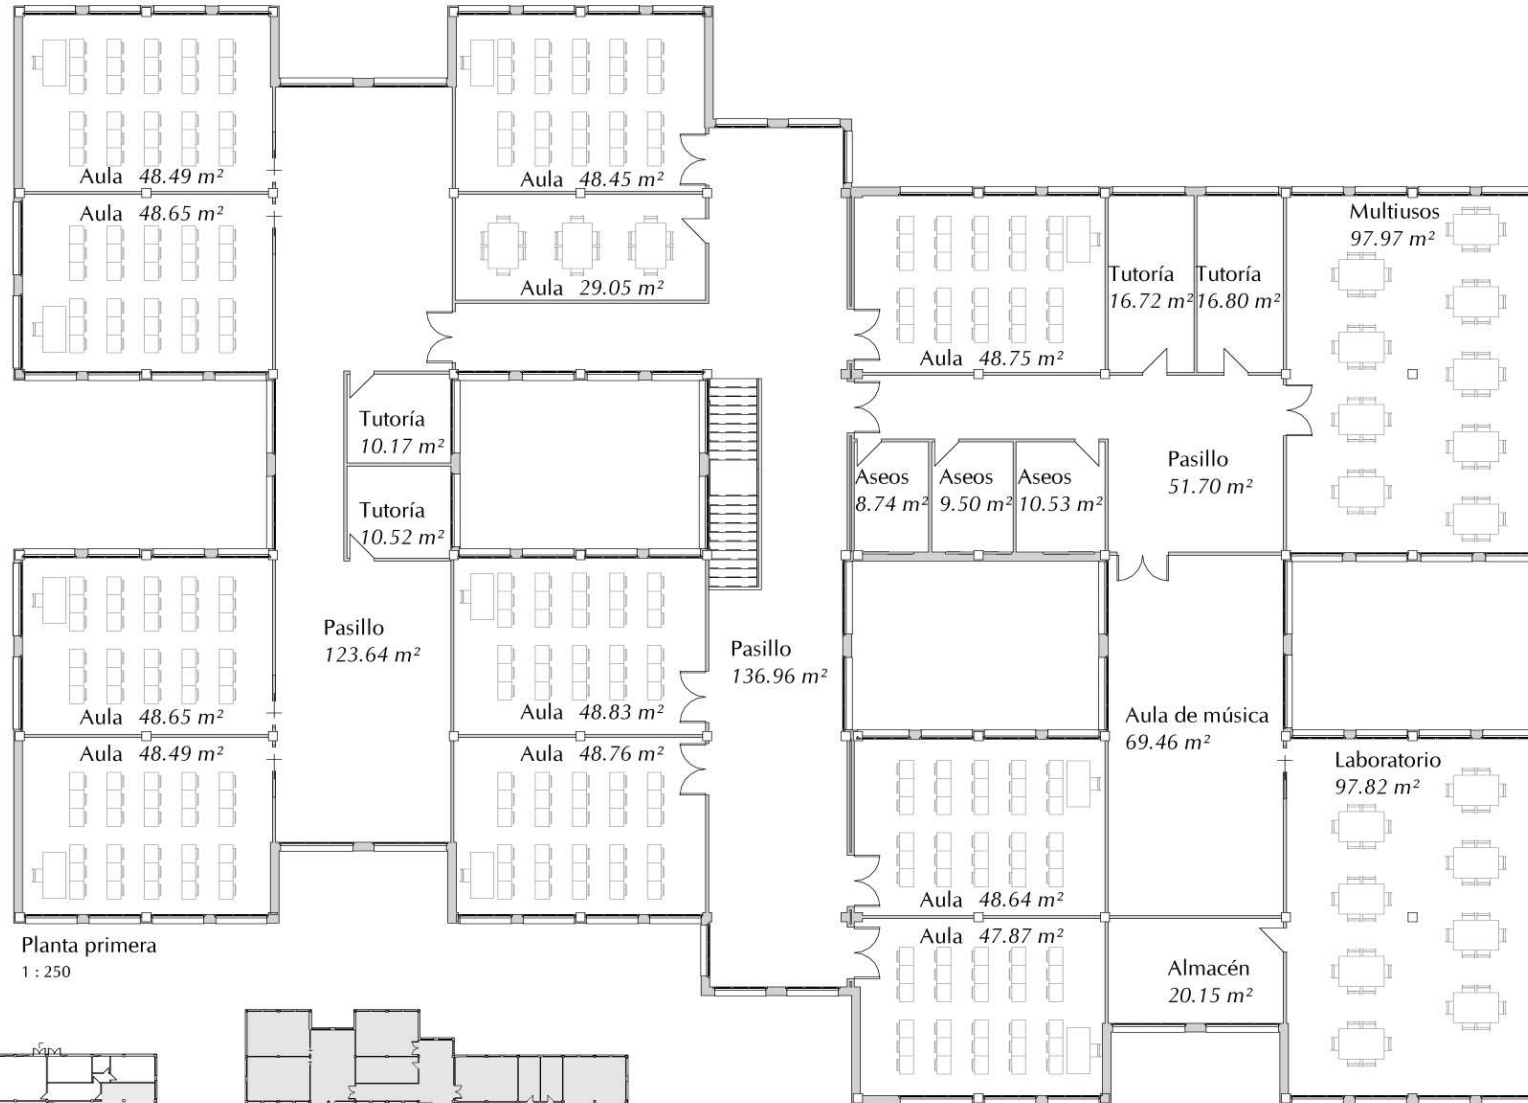 Aula 48.49 m²
Aula 48.65 m²
Aula 48.45 m²
Aula 29.05 m²
Aula 48.75 m²
Tutoría
16.72 m²
Tutoría
16.80 m²
Multiusos
97.97 m²
Tutoría
10.17 m²
Tutoría
10.52 m²
Aseos
8.74 m²
Aseos
9.50 m²
Aseos
10.53 m²
Pasillo
51.70 m²
Pasillo
123.64 m²
Pasillo
136.96 m²
Aula 48.65 m²
Aula 48.49 m²
Aula 48.83 m²
Aula 48.76 m²
Aula de música
69.46 m²
Laboratorio
97.82 m²
Aula 48.64 m²
Aula 47.87 m²
Almacén
20.15 m²
Planta primera
1 : 250